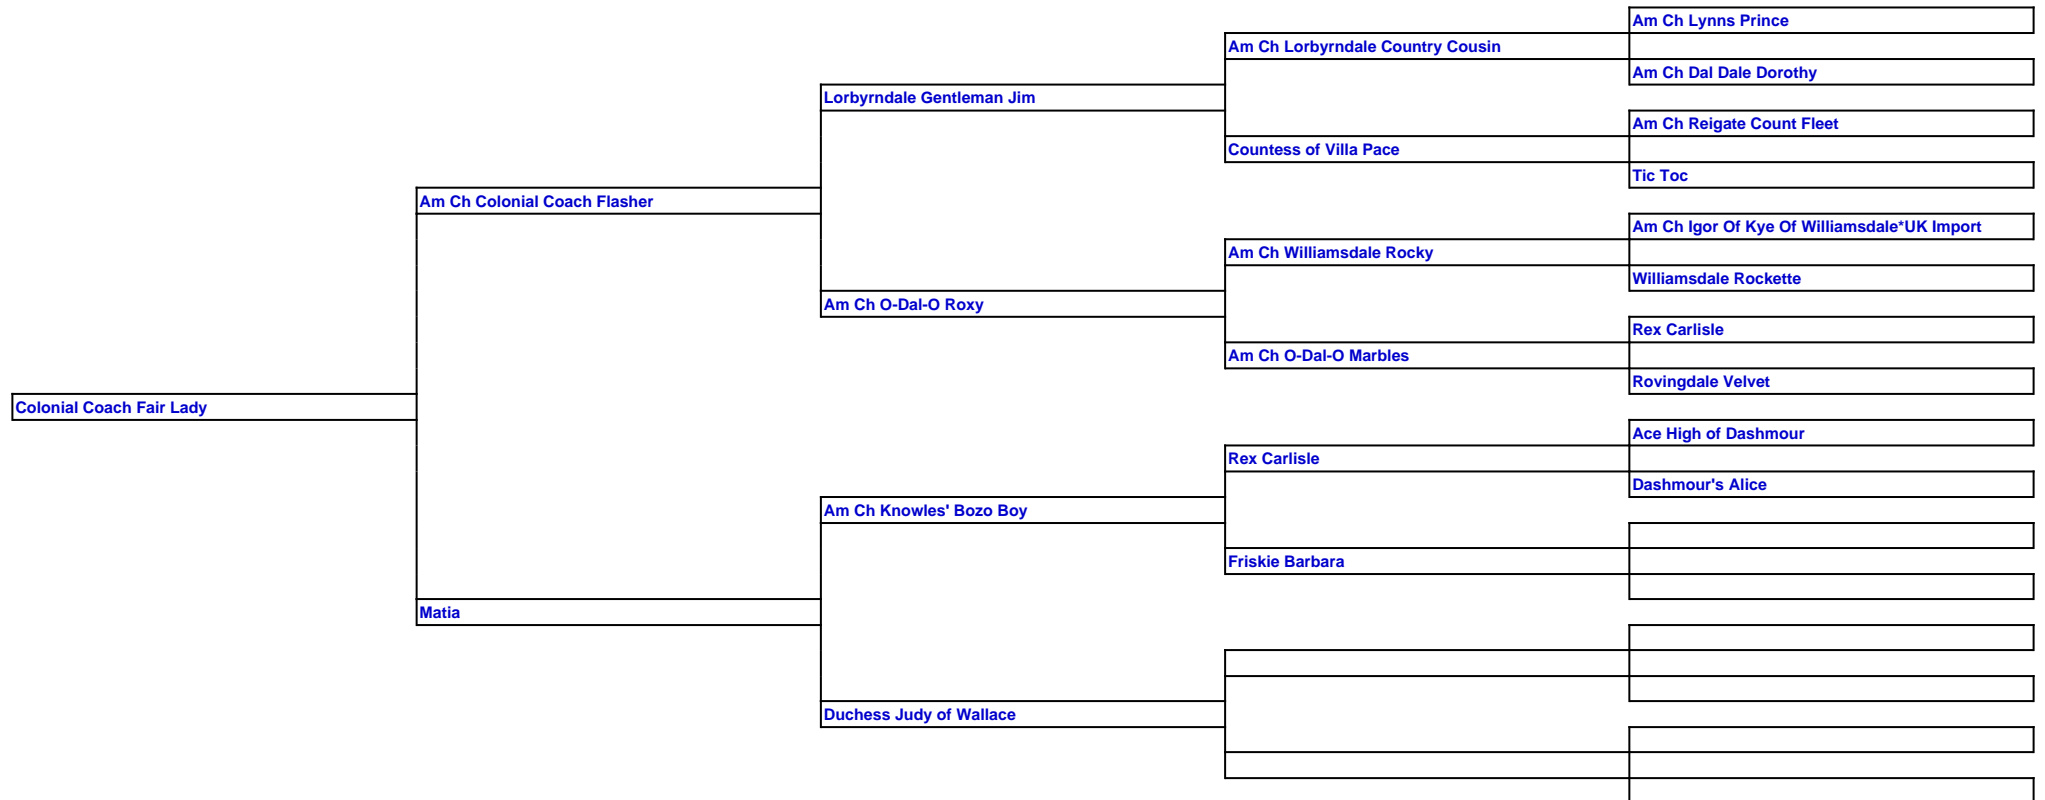 Am Ch Lynns Prince
Am Ch Lorbyrndale Country Cousin
Am Ch Dal Dale Dorothy
Lorbyrndale Gentleman Jim
Am Ch Reigate Count Fleet
Countess of Villa Pace
Tic Toc
Am Ch Colonial Coach Flasher
Am Ch Igor Of Kye Of Williamsdale*UK Import
Am Ch Williamsdale Rocky
Williamsdale Rockette
Am Ch O-Dal-O Roxy
Rex Carlisle
Am Ch O-Dal-O Marbles
Rovingdale Velvet
Colonial Coach Fair Lady
Ace High of Dashmour
Rex Carlisle
Dashmour's Alice
Am Ch Knowles' Bozo Boy
Friskie Barbara
Matia
Duchess Judy of Wallace